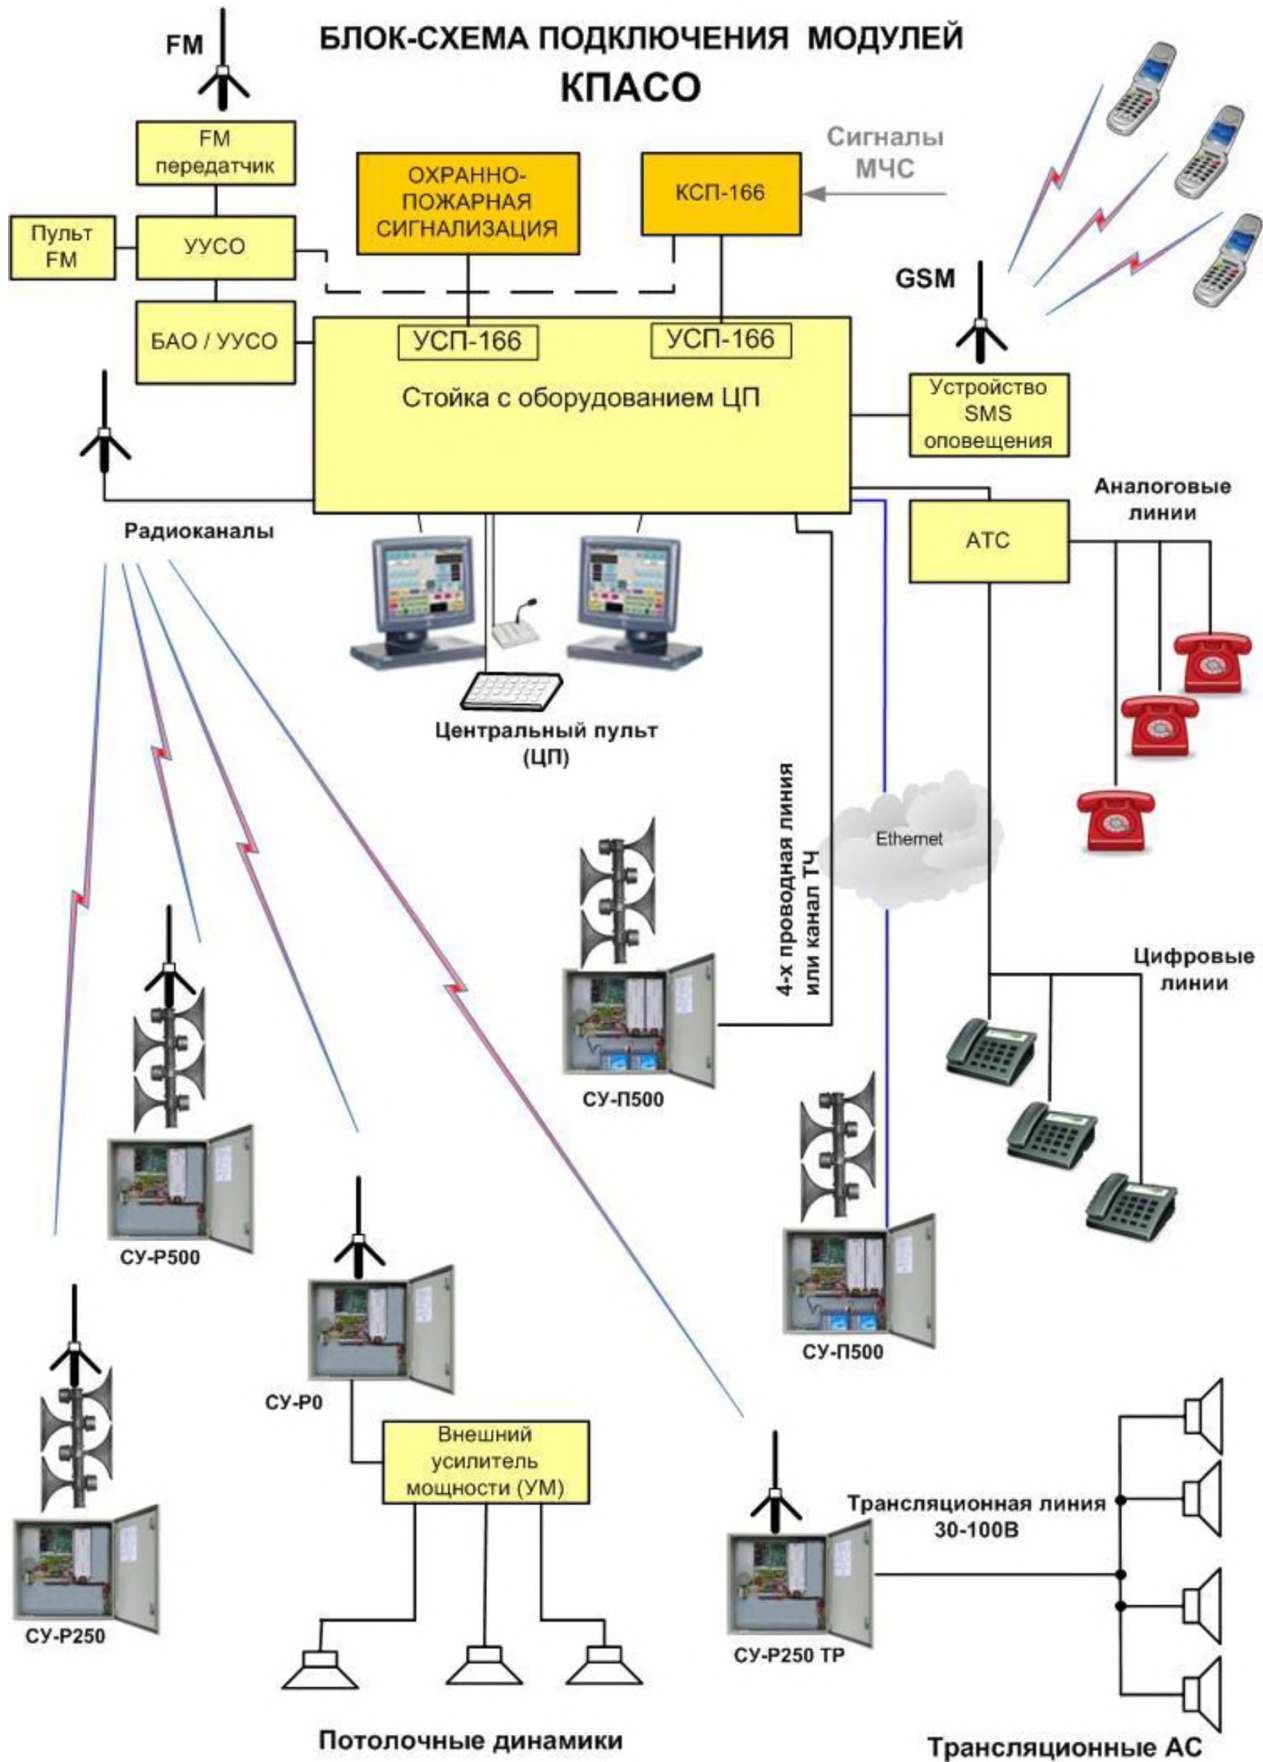 БЛОК-СХЕМА ПОДКЛЮЧЕНИЯ МОДУЛЕЙ
КПАСО
FM
FM
передатчик
ОХРАННО-
ПОЖАРНАЯ
СИГНАЛИЗАЦИЯ
КСП-166
Сигналы
МЧС
Пульт
FM
УУСО
GSM
БАО / УУСО
УСП-166
УСП-166
Стойка с оборудованием ЦП
Устройство
SMS
оповещения
Радиоканалы
АТС
Аналоговые
линии
Центральный пульт
(ЦП)
4-х проводная линия
или канал ТЧ
Ethernet
Цифровые
линии
СУ-П500
СУ-Р500
СУ-П500
СУ-Р0
Внешний
усилитель
мощности (УМ)
Трансляционная линия
30-100В
СУ-Р250
СУ-Р250 ТР
Потолочные динамики
Трансляционные АС